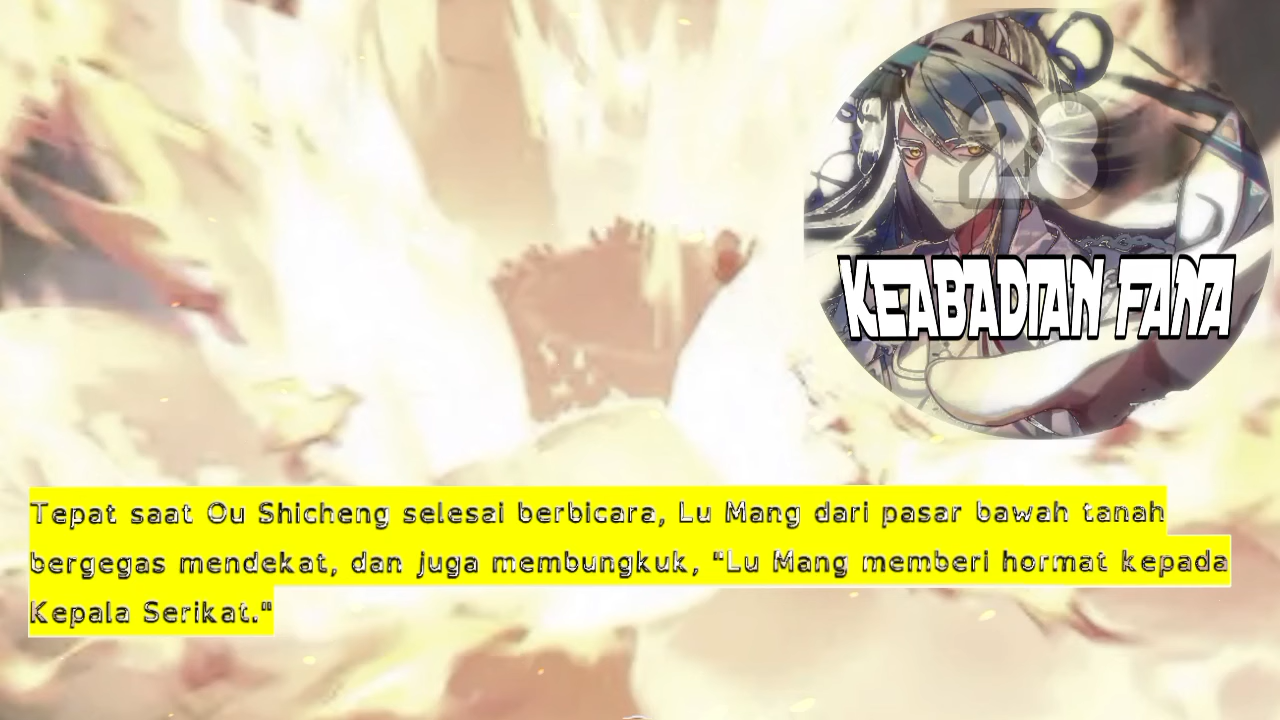 28
KEABADIAN FANA
Tepat saat Ou Shicheng selesai berbicara, Lu Mang dari pasar bawah tanah
bergegas mendekat, dan juga membungkuk, "Lu Mang memberi hormat kepada
Kepala Serikat."